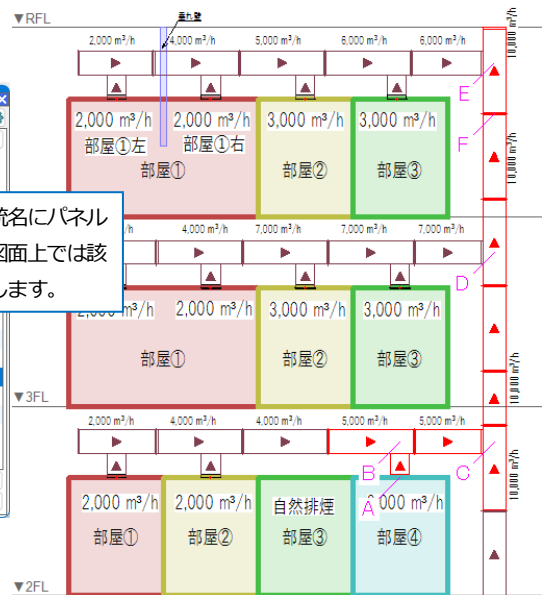 ▼RFL
垂れ壁
2,000 m³/h
4,000 m³/h
5,000 m³/h
6,000 m³/h
6,000 m³/h
10,000 m³/h
E
2,000 m³/h
2,000 m³/h
3,000 m³/h
3,000 m³/h
部屋①左
部屋①右
F
部屋①
部屋②
部屋③
10,000 m³/h
統名にパネル
図面上では該
します。
4,000 m³/h
7,000 m³/h
7,000 m³/h
7,000 m³/h
D
2,000 m³/h
2,000 m³/h
3,000 m³/h
3,000 m³/h
部屋①
部屋②
部屋③
10,000 m³/h
▼3FL
2,000 m³/h
4,000 m³/h
4,000 m³/h
5,000 m³/h
5,000 m³/h
B
C
A
10,000 m³/h
2,000 m³/h
2,000 m³/h
自然排煙
000 m³/h
部屋①
部屋②
部屋③
部屋④
▼2FL